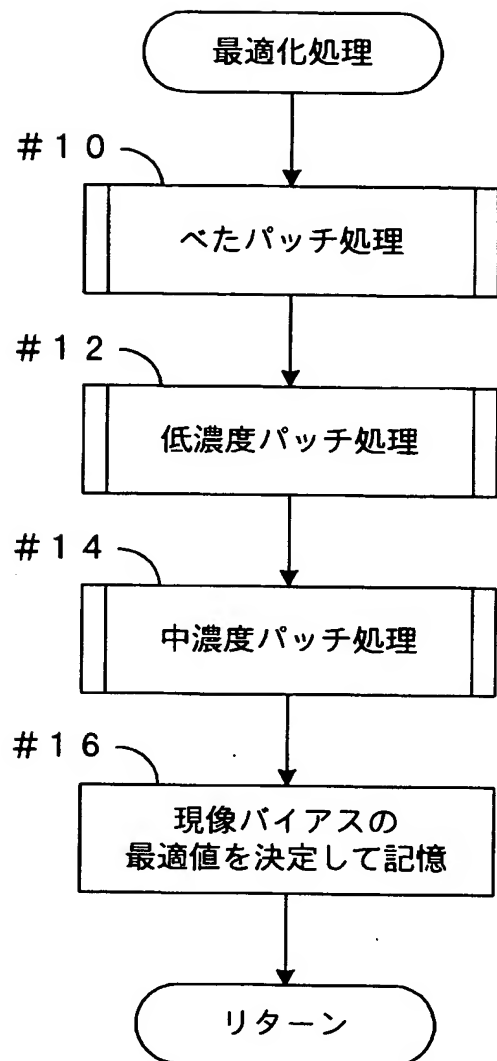 最適化処理
#10
べたパッチ処理
#12
低濃度パッチ処理
#14
中濃度パッチ処理
#16
現像バイアスの
最適値を決定して記憶
リターン